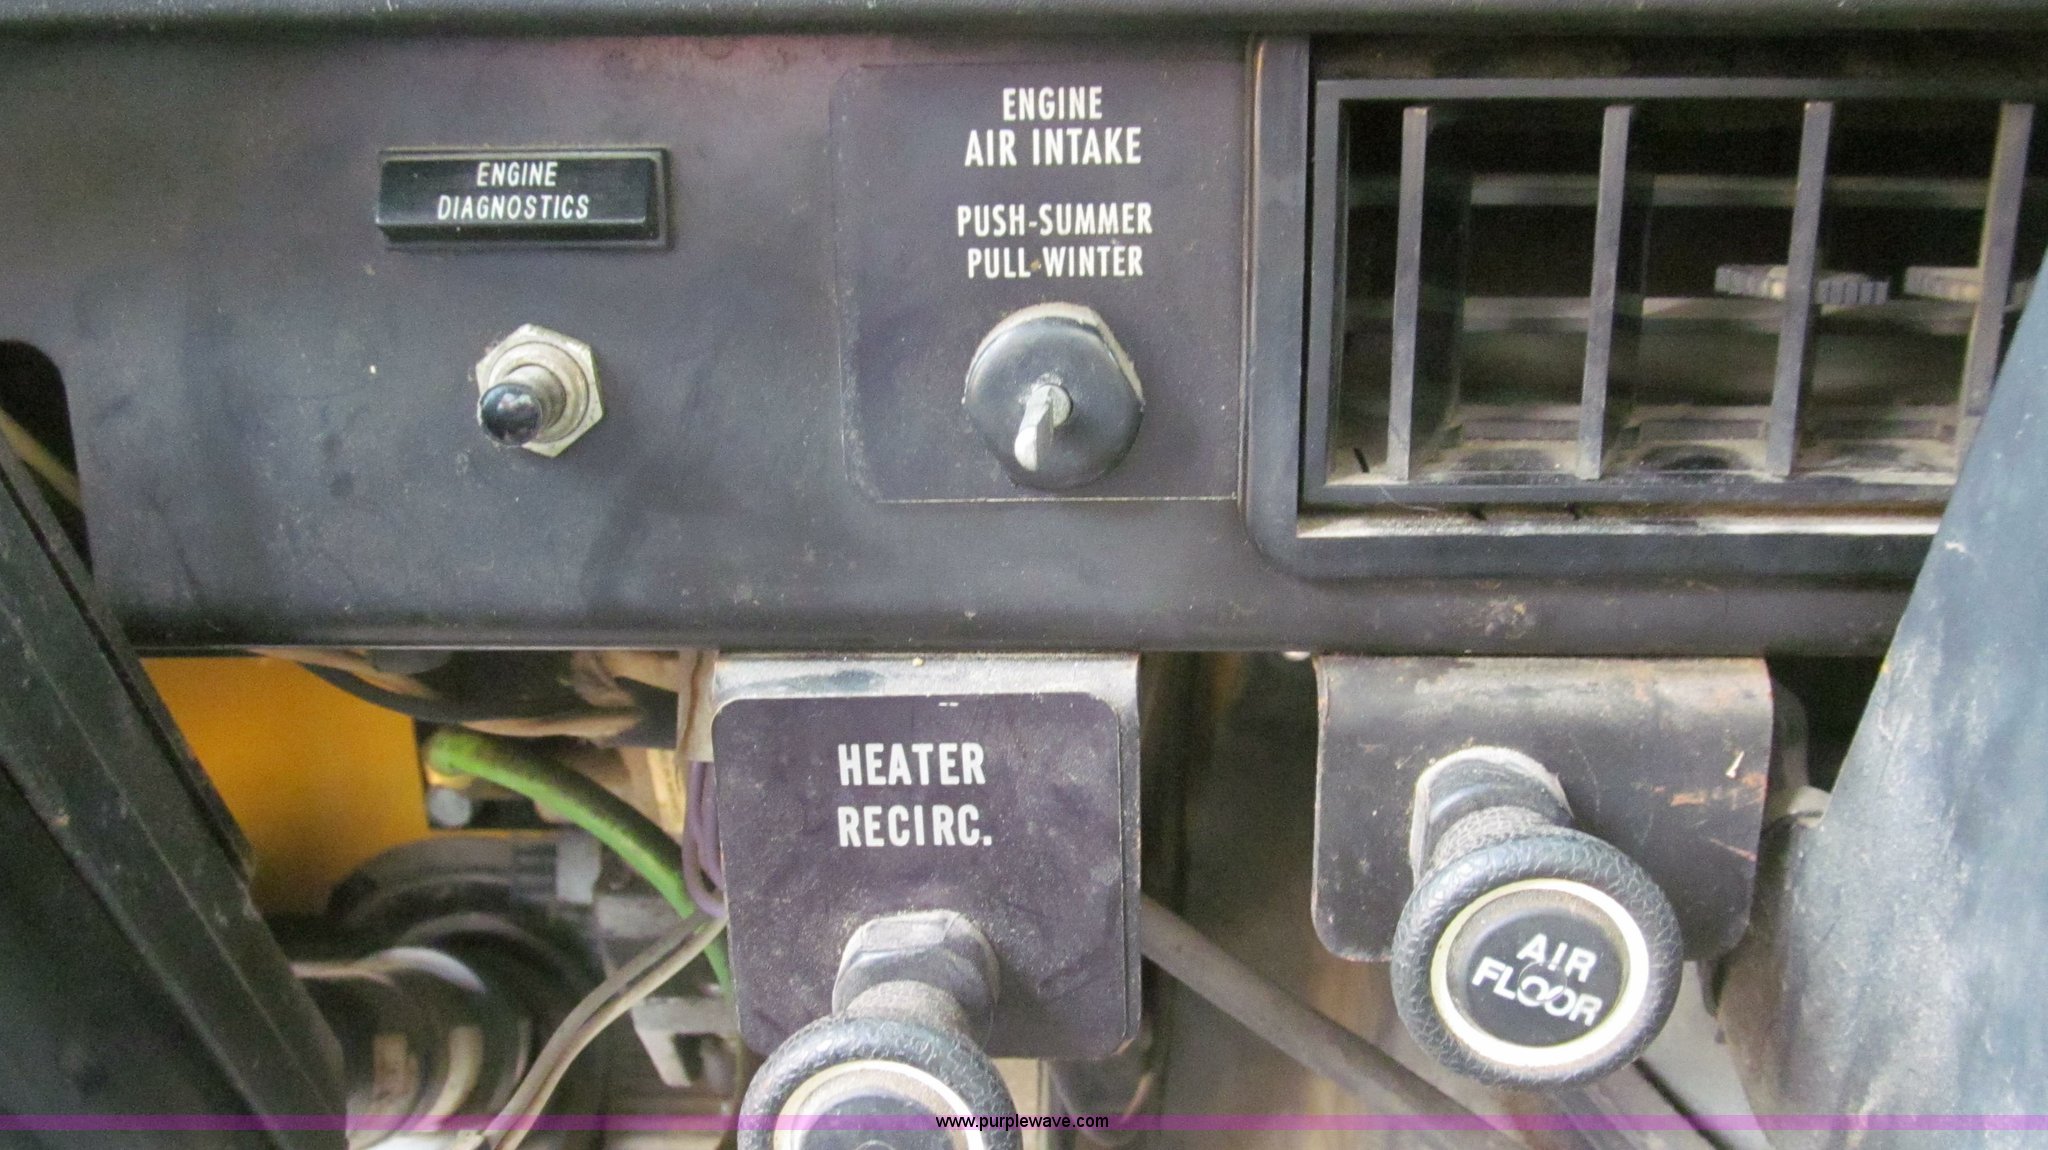 ENGINE
DIAGNOSTICS
ENGINE
AIR INTAKE
PUSH-SUMMER
PULL-WINTER
HEATER
RECIRC.
AIR
FLOOR
www.purplewave.com